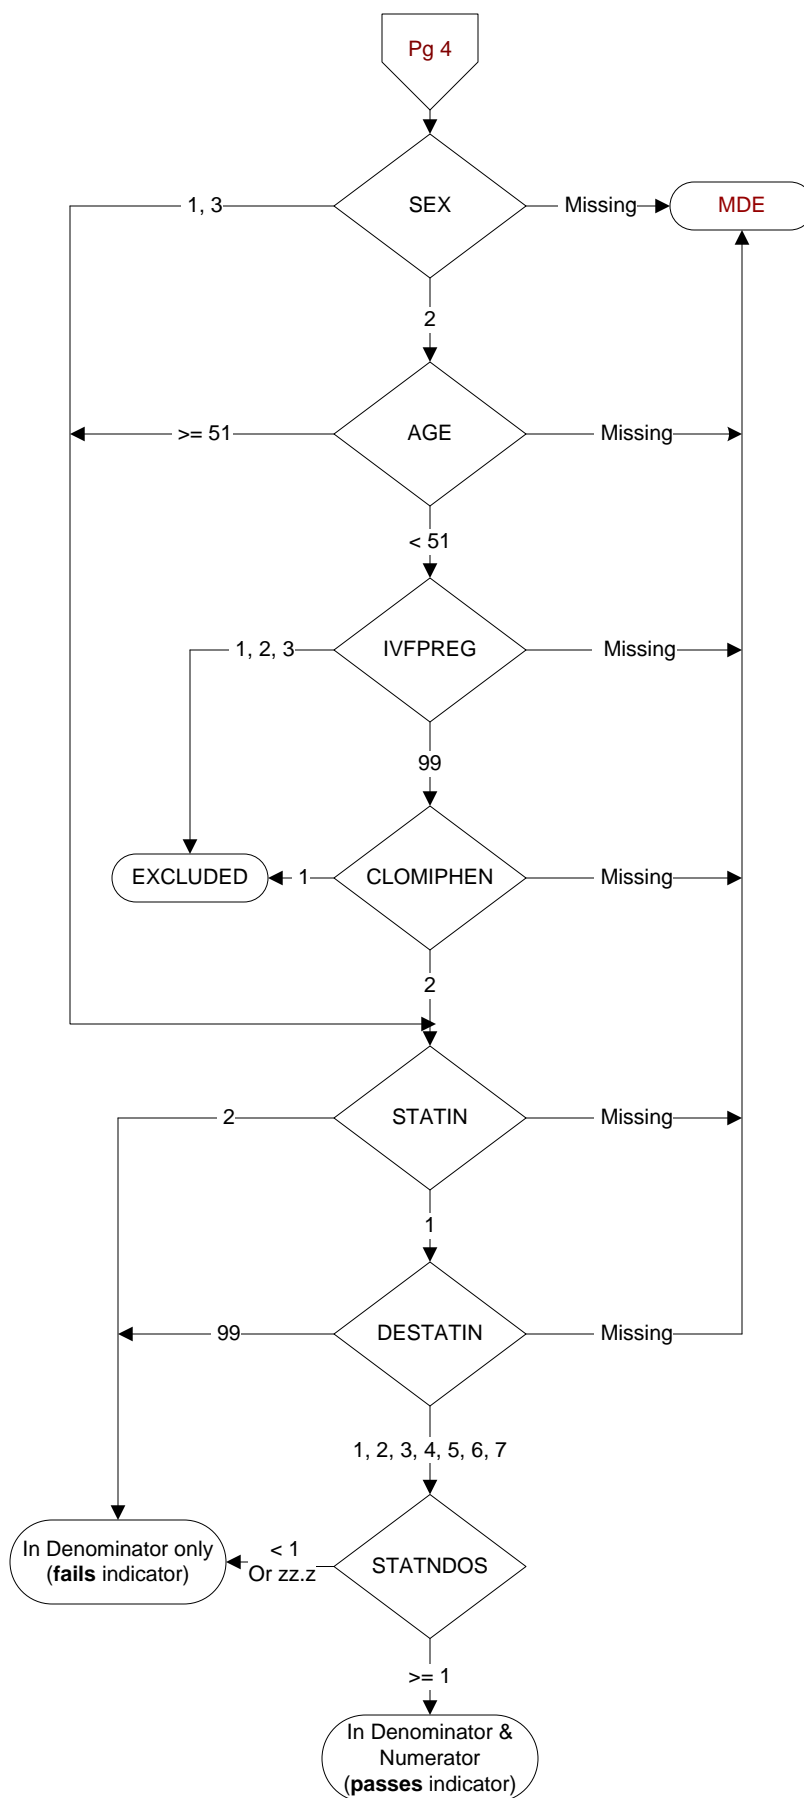 Pg 4
SEX
1, 3
Missing
MDE
2
AGE
>= 51
Missing
< 51
IVFPREG
1, 2, 3
Missing
99
CLOMIPHEN
EXCLUDED
1
Missing
2
STATIN
2
Missing
1
DESTATIN
99
Missing
1, 2, 3, 4, 5, 6, 7
STATNDOS
< 1
Or zz.z
In Denominator only
(fails indicator)
>= 1
In Denominator &
Numerator
(passes indicator)